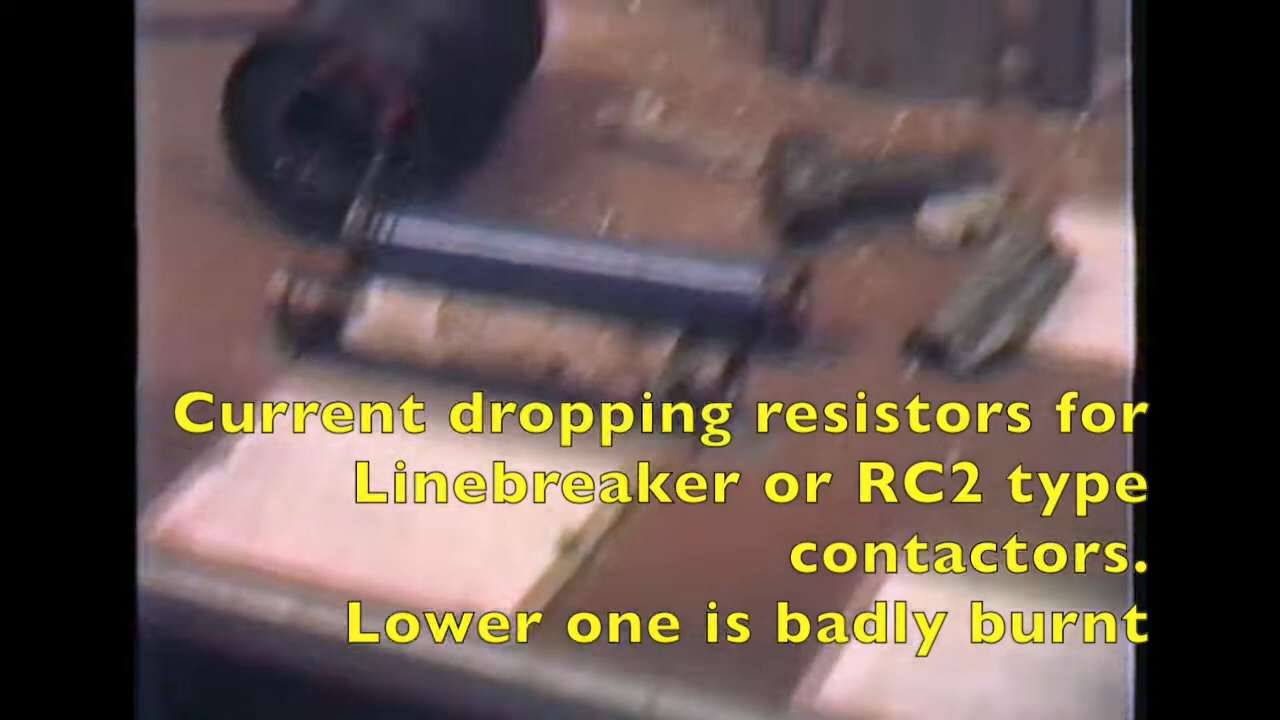 Current dropping resistors for
Linebreaker or RC2 type
contactors.
Lower one is badly burnt